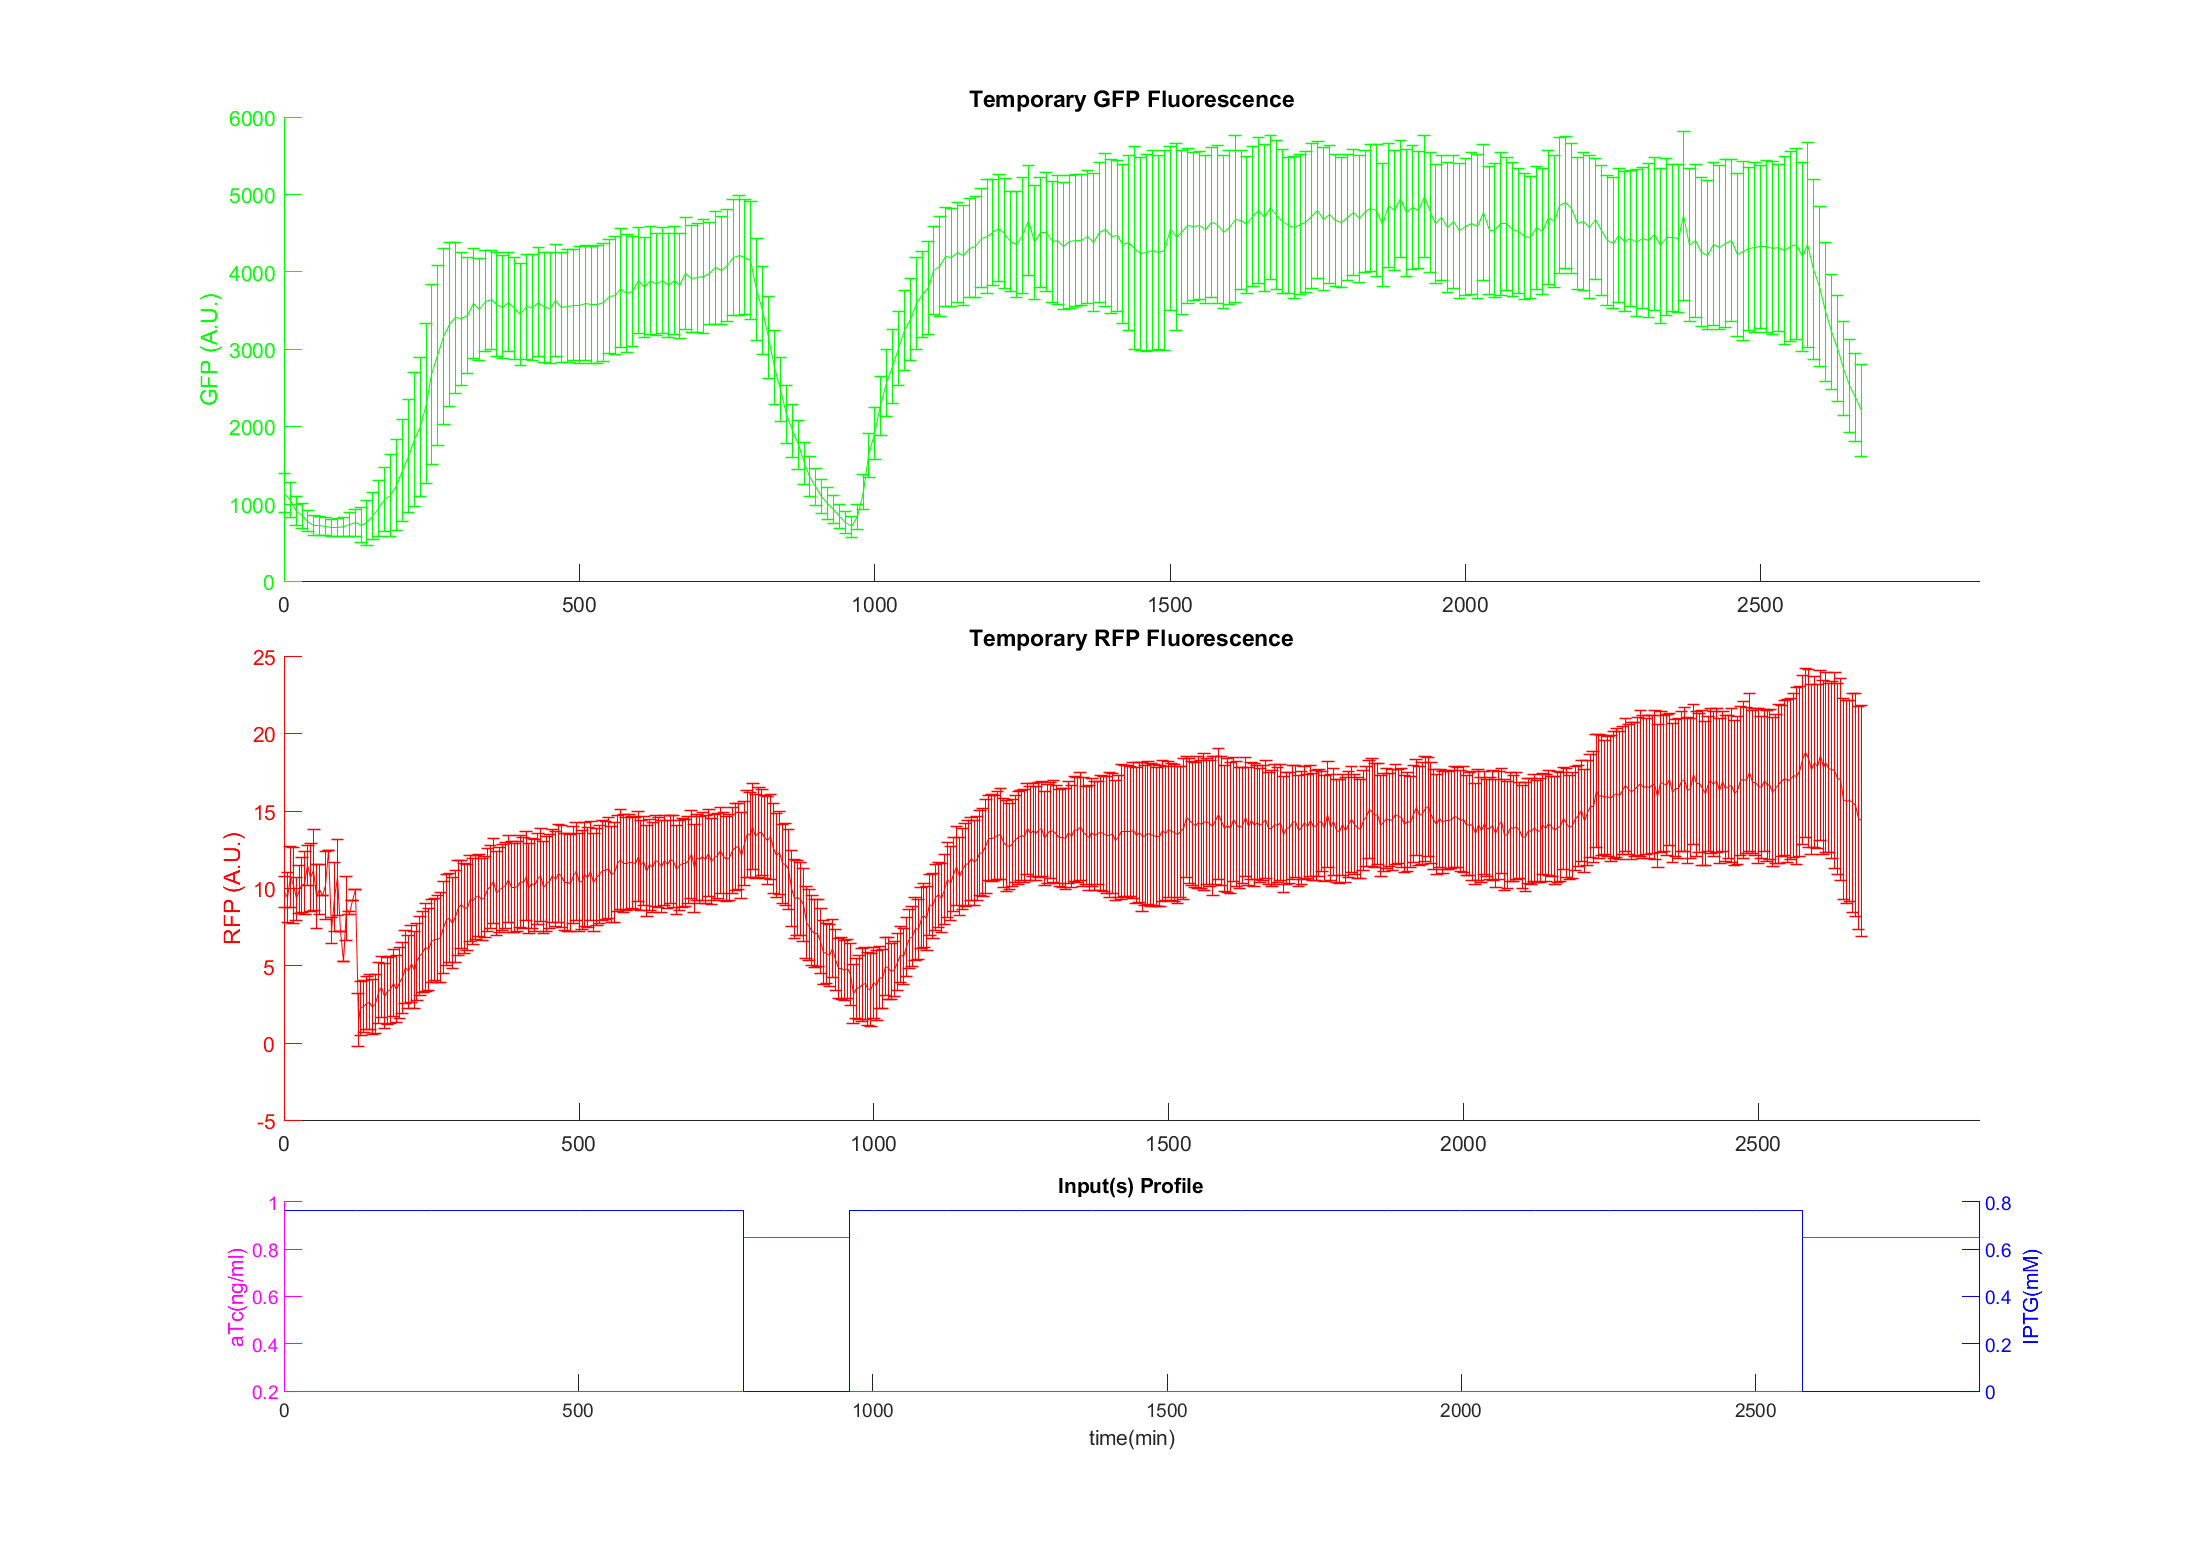 Temporary GFP Fluorescence
6000
5000
4000
3000
2000
1000
0
GFP (A.U.)
0 500 1000 1500 2000 2500
Temporary RFP Fluorescence
25
20
15
10
5
0
-5
RFP (A.U.)
0 500 1000 1500 2000 2500
Input(s) Profile
1
0.8
0.6
0.4
0.2
aTc(ng/ml)
0.8
0.6
0.4
0.2
0
IPTG(mM)
0 500 1000 1500 2000 2500
time(min)